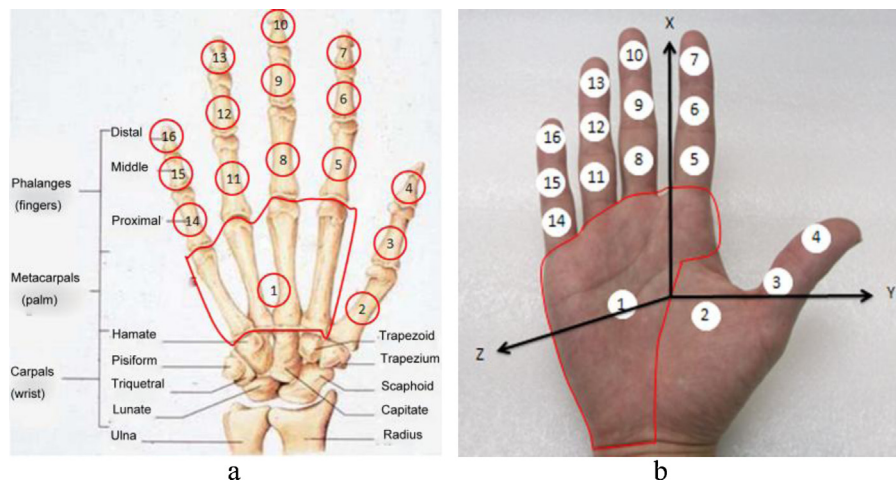 10
13
7
9
6
12
8
5
11
16
15
14
4
3
1
2
Distal
Middle
Phalanges
(fingers)
Proximal
Metacarpals
(palm)
Hamate
Pisiform
Carpals
(wrist)
Triquetral
Lunate
Ulna
Trapezoid
Trapezium
Scaphoid
Capitate
Radius
a
X
10
7
13
9
6
12
16
8
5
15
11
14
4
3
Y
1
2
Z
b